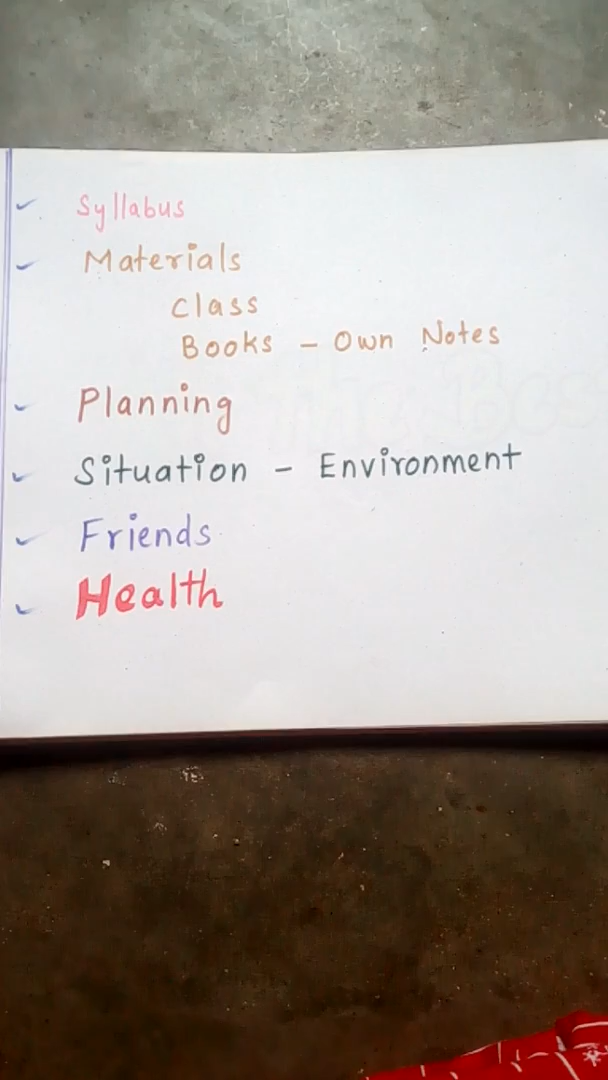 Syllabus
Materials
Class
Books - Own Notes
Planning
Situation - Environment
Friends
Health